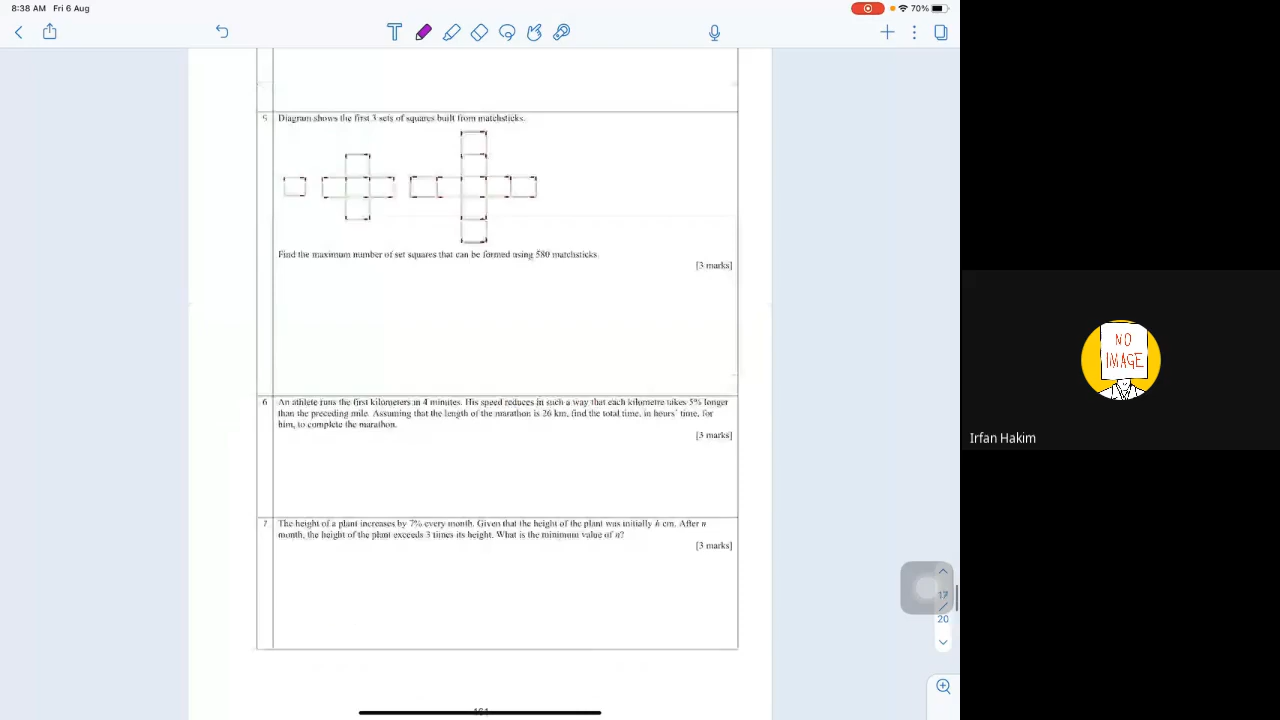 8:38 AM Fri 6 Aug
70%
5 Diagram shows the first 3 sets of squares built from matchsticks.
Find the maximum number of set squares that can be formed using 580 matchsticks.
[3 marks]
6 An athlete runs the first kilometers in 4 minutes. His speed reduces in such a way that each kilometre takes 5% longer
than the preceding mile. Assuming that the length of the marathon is 26 km, find the total time, in hours' time, for
him, to complete the marathon.
[3 marks]
7 The height of a plant increases by 7% every month. Given that the height of the plant was initially h cm. After n
month, the height of the plant exceeds 3 times its height. What is the minimum value of n?
[3 marks]
17
/
20
NO
IMAGE
Irfan Hakim